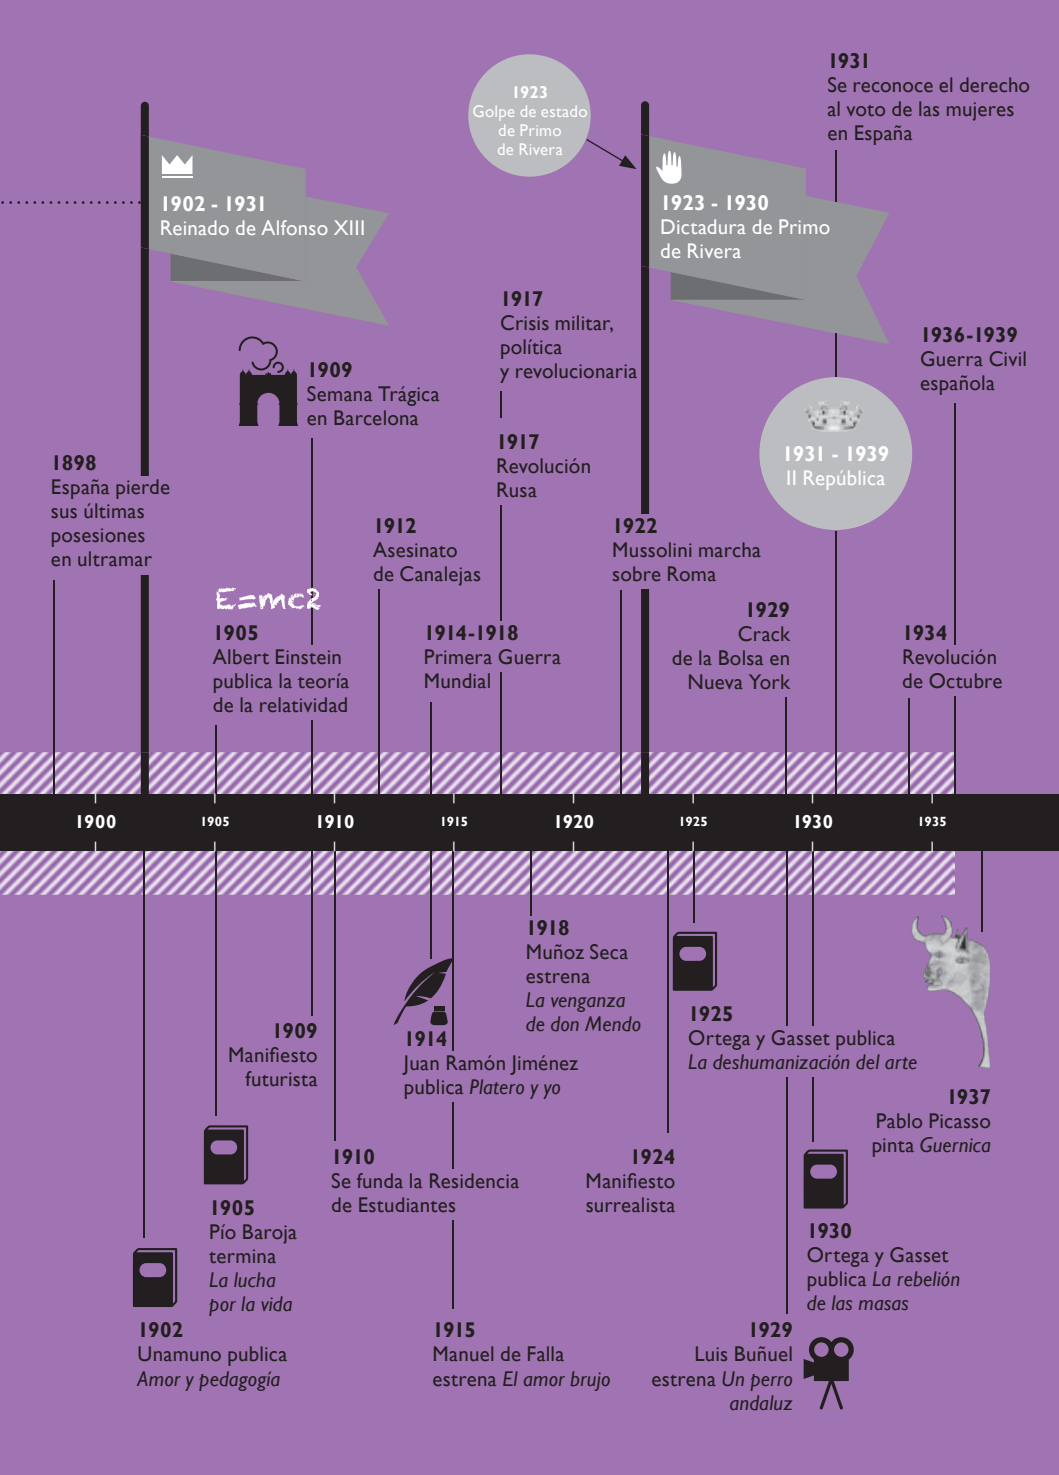 1931
Se reconoce el derecho
al voto de las mujeres
en España
1923
Golpe de estado
de Primo
de Rivera
1902 - 1931
Reinado de Alfonso XIII
1923 - 1930
Dictadura de Primo
de Rivera
1917
Crisis militar,
política
y revolucionaria
1936-1939
Guerra Civil
española
1909
Semana Trágica
en Barcelona
1931 - 1939
II República
1917
Revolución
Rusa
1898
España pierde
sus últimas
posesiones
en ultramar
1912
Asesinato
de Canalejas
1922
Mussolini marcha
sobre Roma
E=mc2
1905
Albert Einstein
publica la teoría
de la relatividad
1914-1918
Primera Guerra
Mundial
1929
Crack
de la Bolsa en
Nueva York
1934
Revolución
de Octubre
1900 1905 1910 1915 1920 1925 1930 1935
1918
Muñoz Seca
estrena
La venganza
de don Mendo
1925
Ortega y Gasset publica
La deshumanización del arte
1909
Manifiesto
futurista
1914
Juan Ramón Jiménez
publica Platero y yo
1937
Pablo Picasso
pinta Guernica
1910
Se funda la Residencia
de Estudiantes
1924
Manifiesto
surrealista
1905
Pío Baroja
termina
La lucha
por la vida
1930
Ortega y Gasset
publica La rebelión
de las masas
1902
Unamuno publica
Amor y pedagogía
1915
Manuel de Falla
estrena El amor brujo
1929
Luis Buñuel
estrena Un perro
andaluz